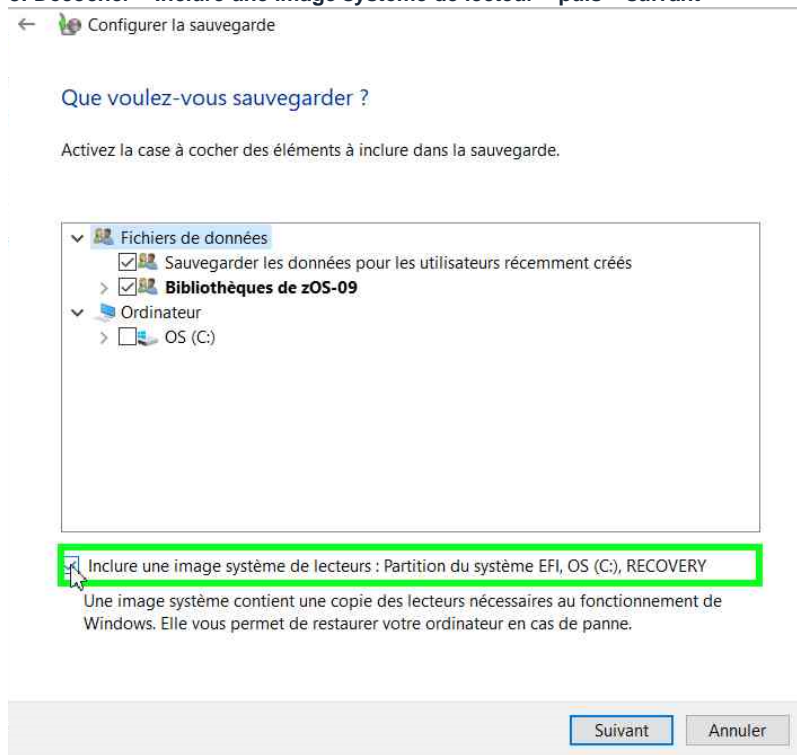 Configurer la sauvegarde
Que voulez-vous sauvegarder ?
Activez la case à cocher des éléments à inclure dans la sauvegarde.
Fichiers de données
Sauvegarder les données pour les utilisateurs récemment créés
Bibliothèques de zOS-09
Ordinateur
OS (C:)
Inclure une image système de lecteurs : Partition du système EFI, OS (C:), RECOVERY
Une image système contient une copie des lecteurs nécessaires au fonctionnement de
Windows. Elle vous permet de restaurer votre ordinateur en cas de panne.
Suivant Annuler